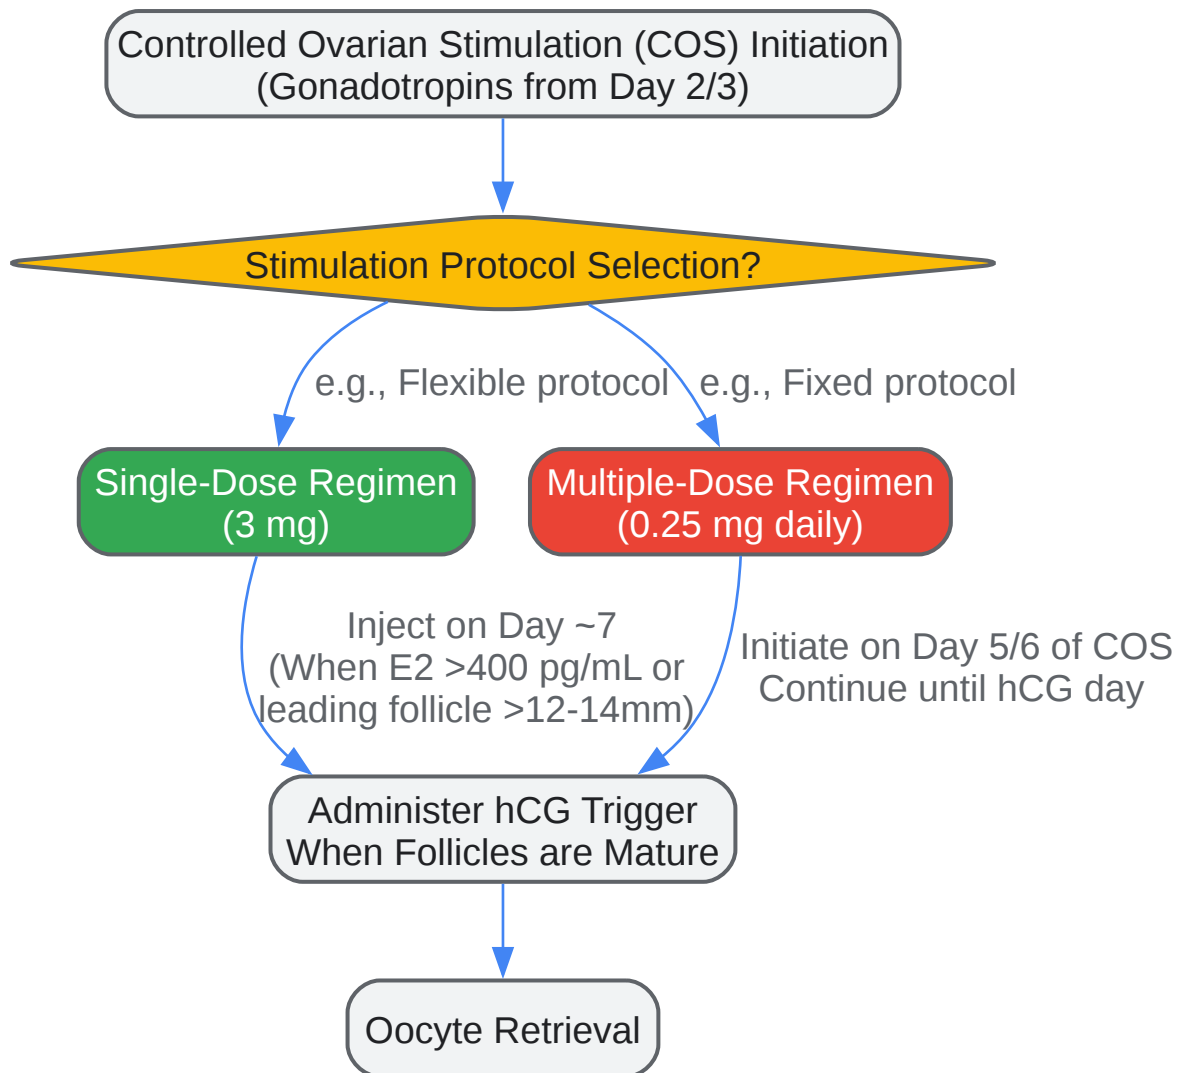 Controlled Ovarian Stimulation (COS) Initiation
(Gonadotropins from Day 2/3)
Stimulation Protocol Selection?
e.g., Flexible protocol
e.g., Fixed protocol
Single-Dose Regimen
(3 mg)
Multiple-Dose Regimen
(0.25 mg daily)
Inject on Day ~7
(When E2 >400 pg/mL or
leading follicle >12-14mm)
Initiate on Day 5/6 of COS
Continue until hCG day
Administer hCG Trigger
When Follicles are Mature
Oocyte Retrieval